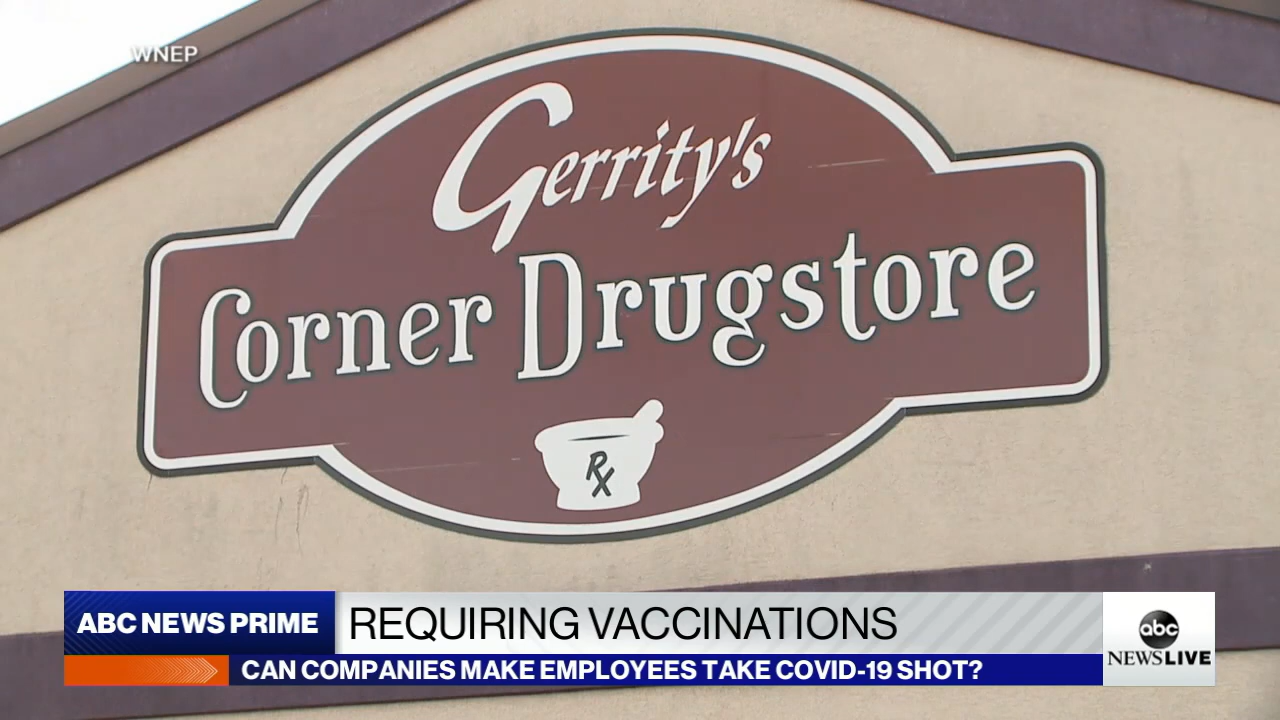 WNEP
Gerrity's
Corner Drugstore
RX
ABC NEWS PRIME
REQUIRING VACCINATIONS
CAN COMPANIES MAKE EMPLOYEES TAKE COVID-19 SHOT?
abc
NEWSLIVE